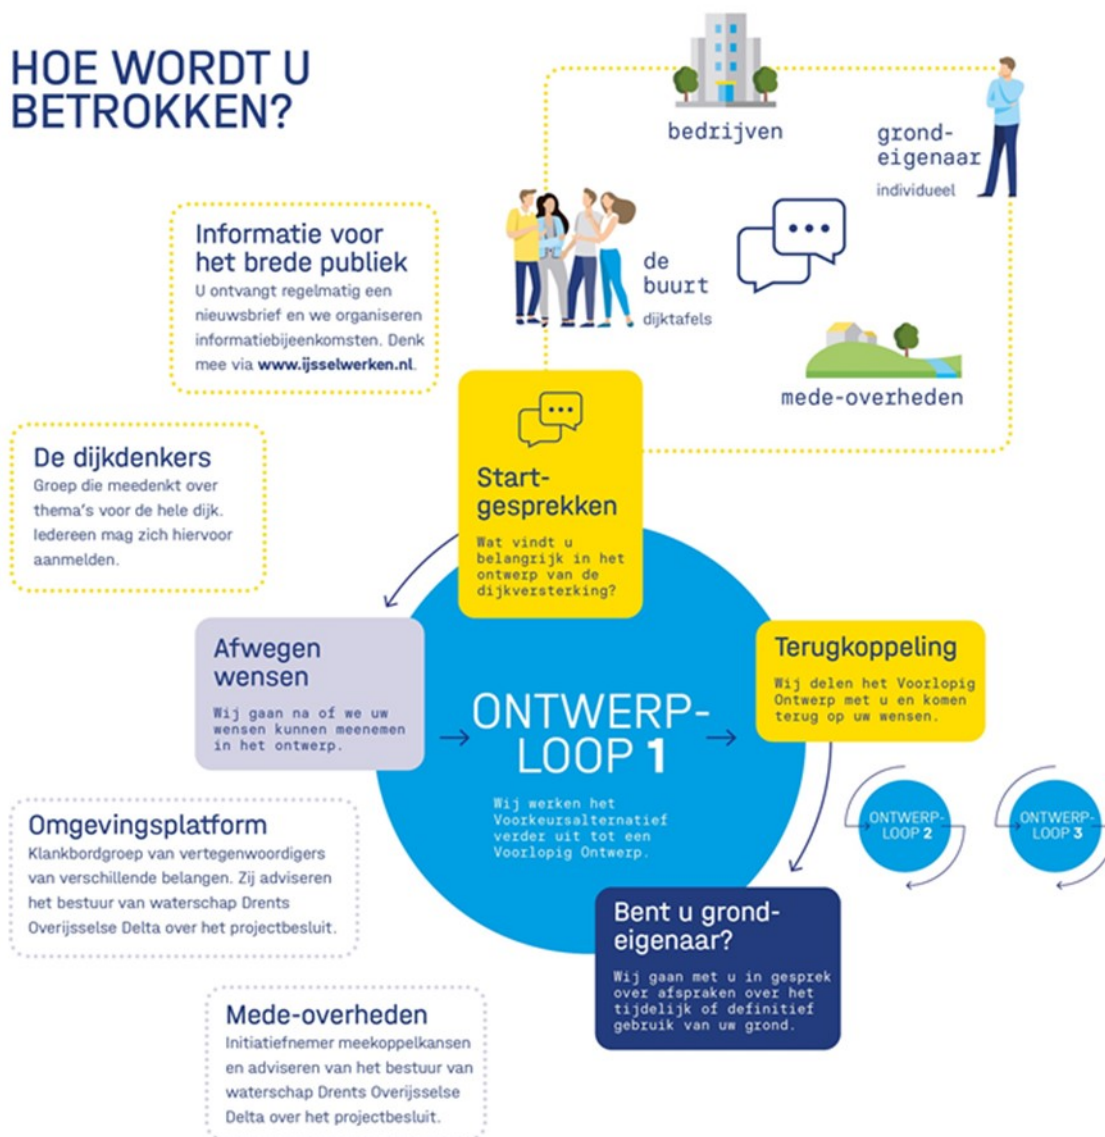 HOE WORDT U
BETROKKEN?
bedrijven
grond-
eigenaar
individueel
de
buurt
dijktafels
mede-overheden
Informatie voor
het brede publiek
U ontvangt regelmatig een
nieuwsbrief en we organiseren
informatiebijeenkomsten. Denk
mee via www.ijsselwerken.nl.
De dijkdenkers
Groep die meedenkt over
thema's voor de hele dijk.
Iedereen mag zich hiervoor
aanmelden.
Start-
gesprekken
Wat vindt u
belangrijk in het
ontwerp van de
dijkversterking?
Afwegen
wensen
Wij gaan na of we uw
wensen kunnen meenemen
in het ontwerp.
ONTWERP-
LOOP 1
Wij werken het
Voorkeursalternatief
verder uit tot een
Voorlopig Ontwerp.
Terugkoppeling
Wij delen het Voorlopig
Ontwerp met u en komen
terug op uw wensen.
ONTWERP-
LOOP 2
ONTWERP-
LOOP 3
Omgevingsplatform
Klankbordgroep van vertegenwoordigers
van verschillende belangen. Zij adviseren
het bestuur van waterschap Drents
Overijsselse Delta over het projectbesluit.
Bent u grond-
eigenaar?
Wij gaan met u in gesprek
over afspraken over het
tijdelijk of definitief
gebruik van uw grond.
Mede-overheden
Initiatiefnemer meekoppelkansen
en adviseren van het bestuur van
waterschap Drents Overijsselse
Delta over het projectbesluit.